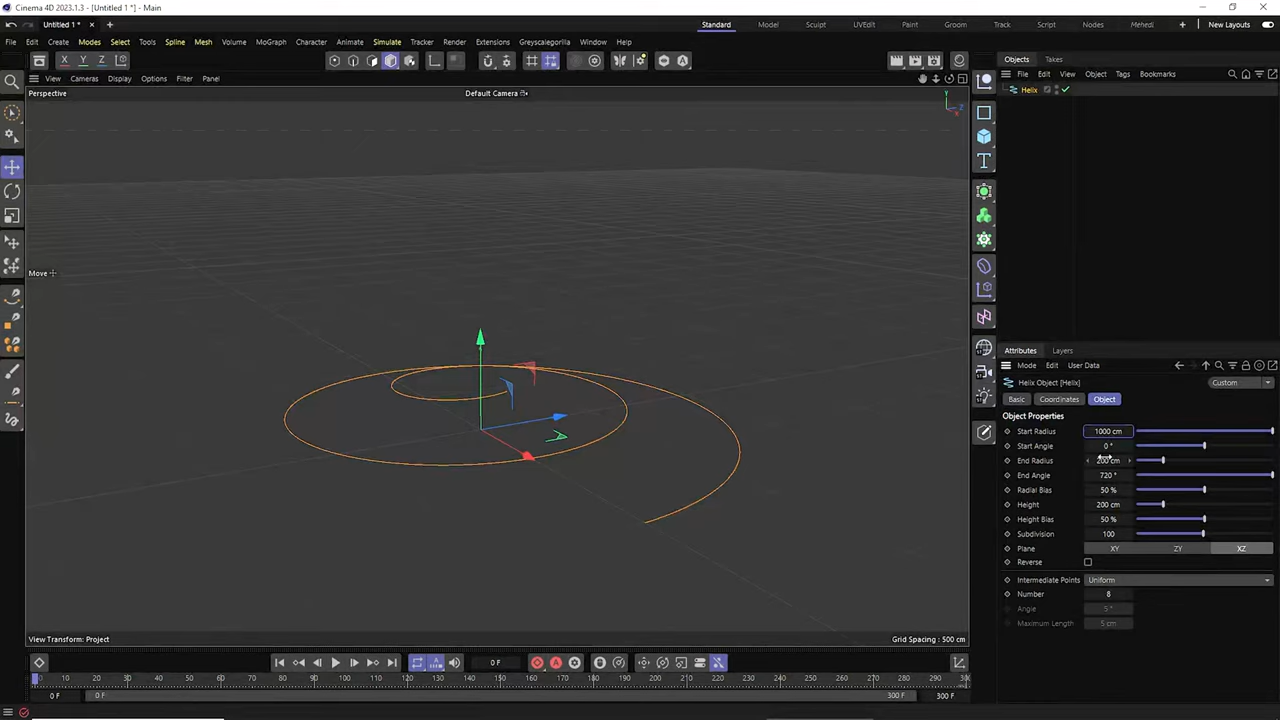 Cinema 4D 2023.1.3 - [Untitled 1 *] - Main
Untitled 1 *
Standard Model Sculpt UVEdit Paint Groom Track Script Nodes Mehedi New Layouts
File Edit Create Modes Select Tools Spline Mesh Volume MoGraph Character Animate Simulate Tracker Render Extensions Greyscalegorilla Window Help
X Y Z
Objects Takes
View Cameras Display Options Filter Panel
File Edit View Object Tags Bookmarks
Perspective
Default Camera
Y
Z
X
Helix
Move
Attributes Layers
Mode Edit User Data
Helix Object [Helix]
Custom
Basic Coordinates Object
Object Properties
Start Radius 1000 cm
Start Angle 0 °
End Radius 200 cm
End Angle 720 °
Radial Bias 50 %
Height 200 cm
Height Bias 50 %
Subdivision 100
Plane XY ZY XZ
Reverse
Intermediate Points Uniform
Number 8
Angle 5 °
Maximum Length 5 cm
View Transform: Project
Grid Spacing : 500 cm
0 F
0 10 20 30 40 50 60 70 80 90 100 110 120 130 140 150 160 170 180 190 200 210 220 230 240 250 260 270 280 290
0 F 0 F 300 F 300 F